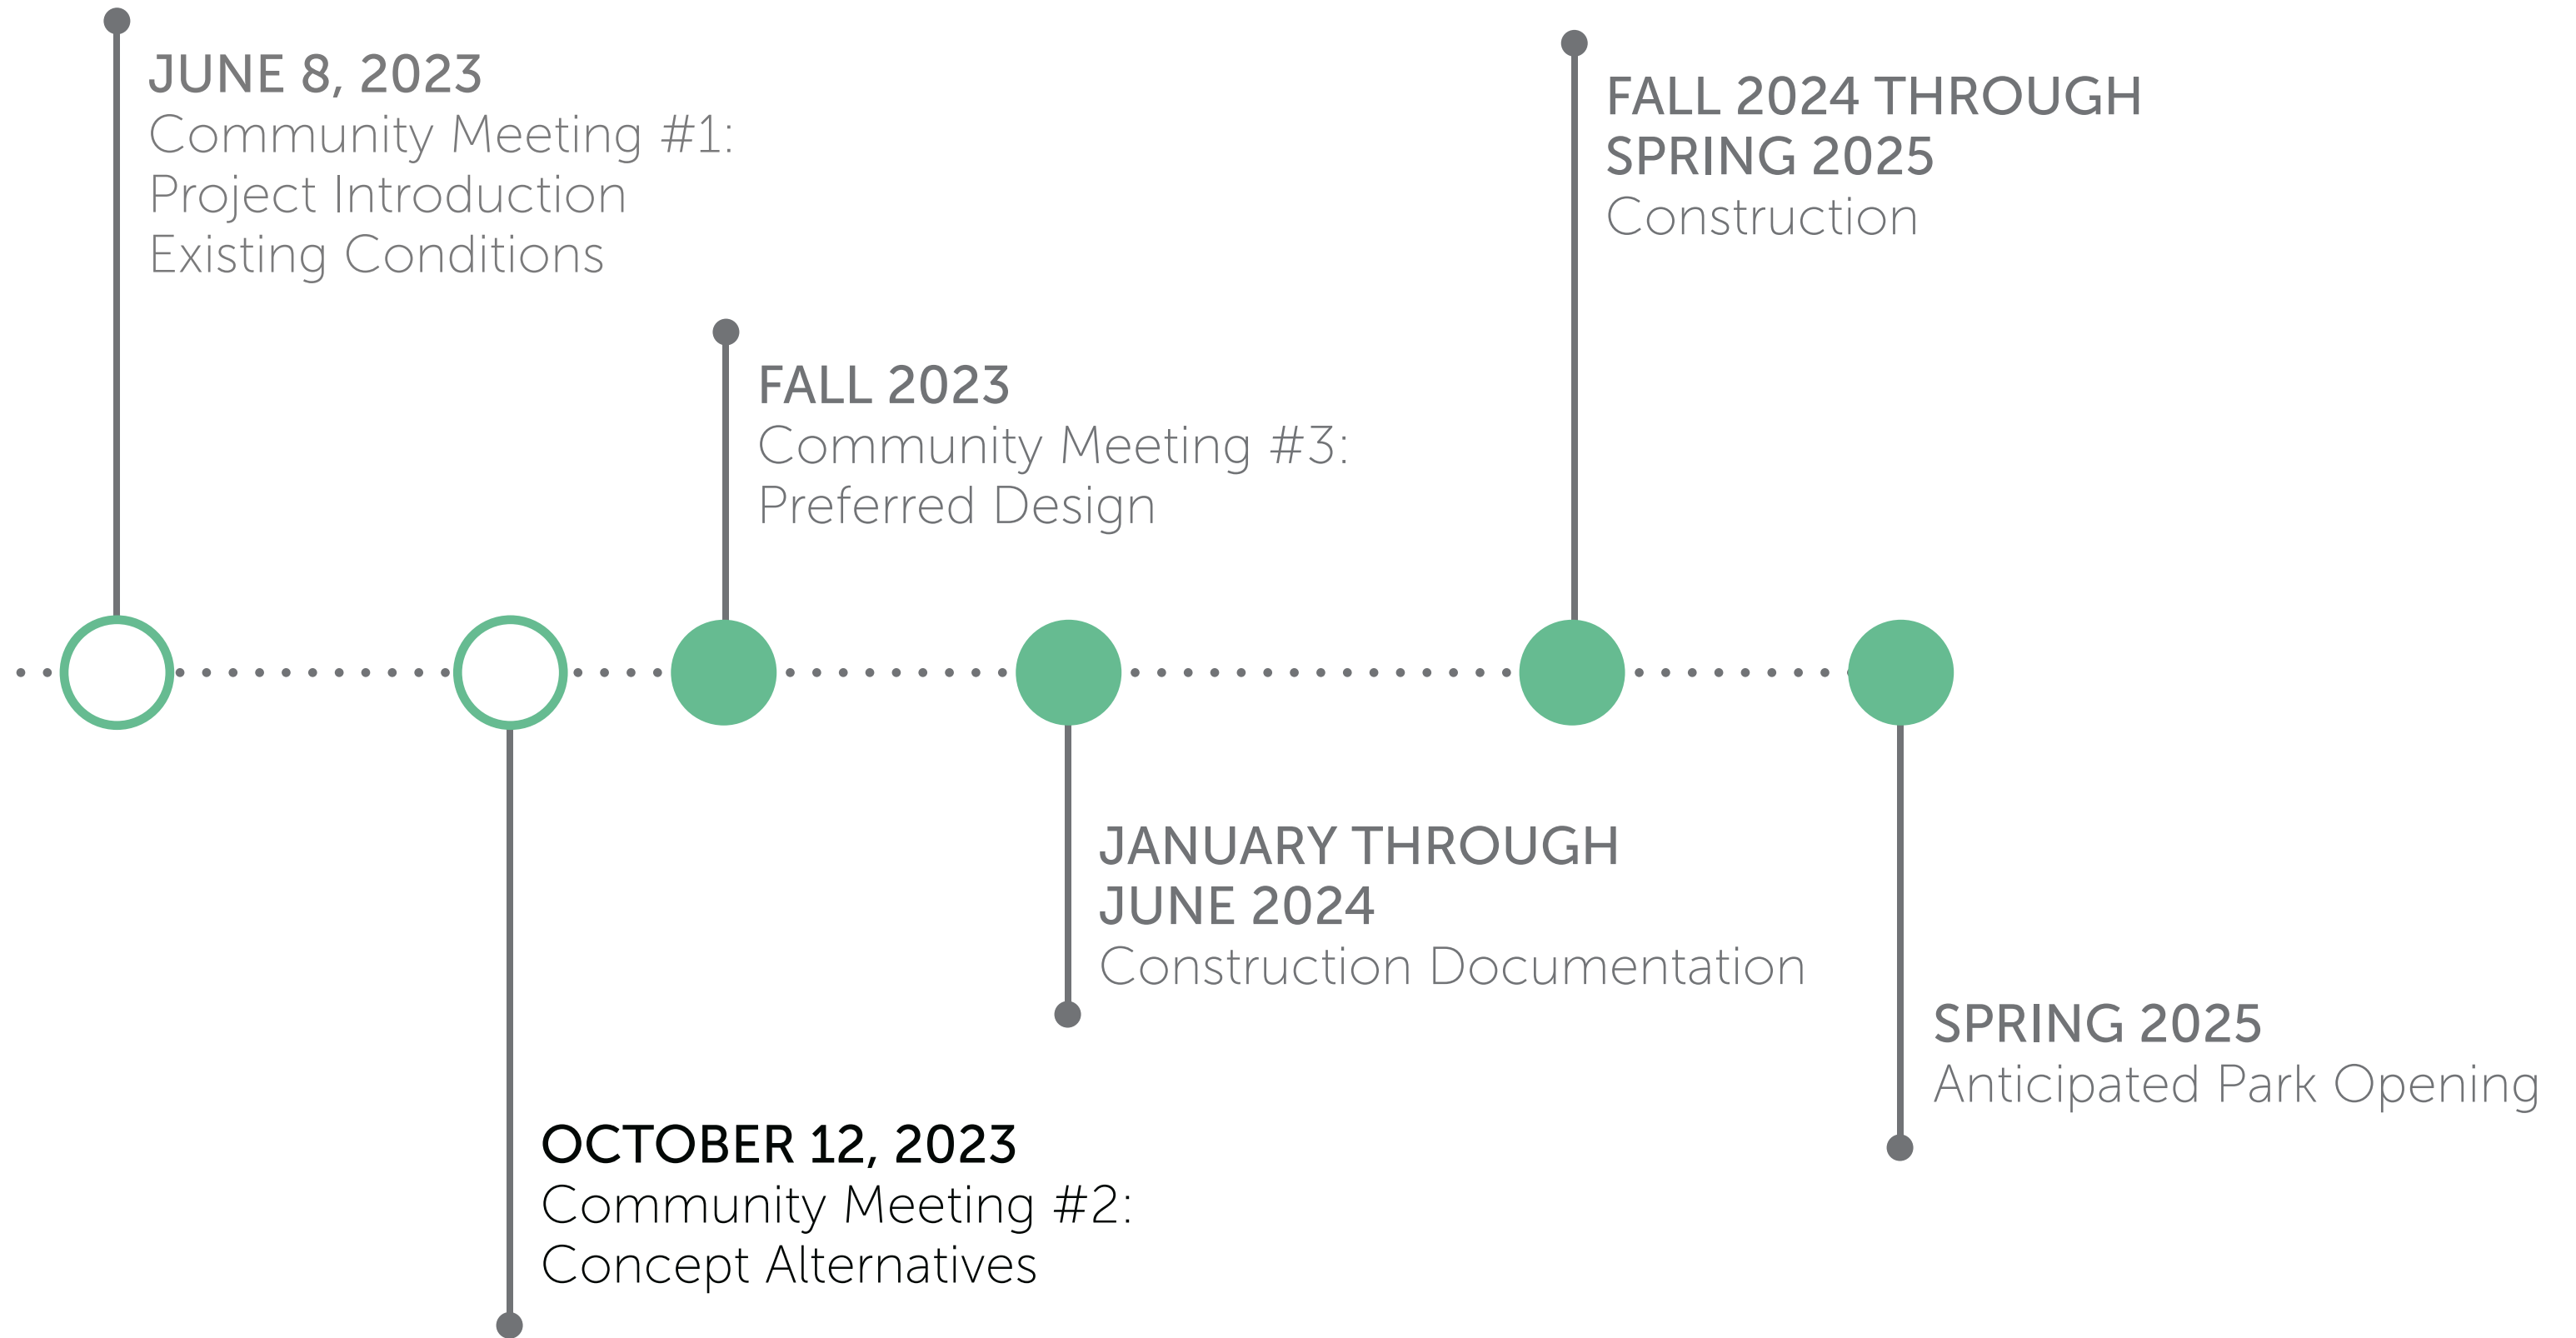 JUNE 8, 2023
Community Meeting #1:
Project Introduction
Existing Conditions
OCTOBER 12, 2023
Community Meeting #2:
Concept Alternatives
FALL 2023
Community Meeting #3:
Preferred Design
JANUARY THROUGH
JUNE 2024
Construction Documentation
FALL 2024 THROUGH
SPRING 2025
Construction
SPRING 2025
Anticipated Park Opening